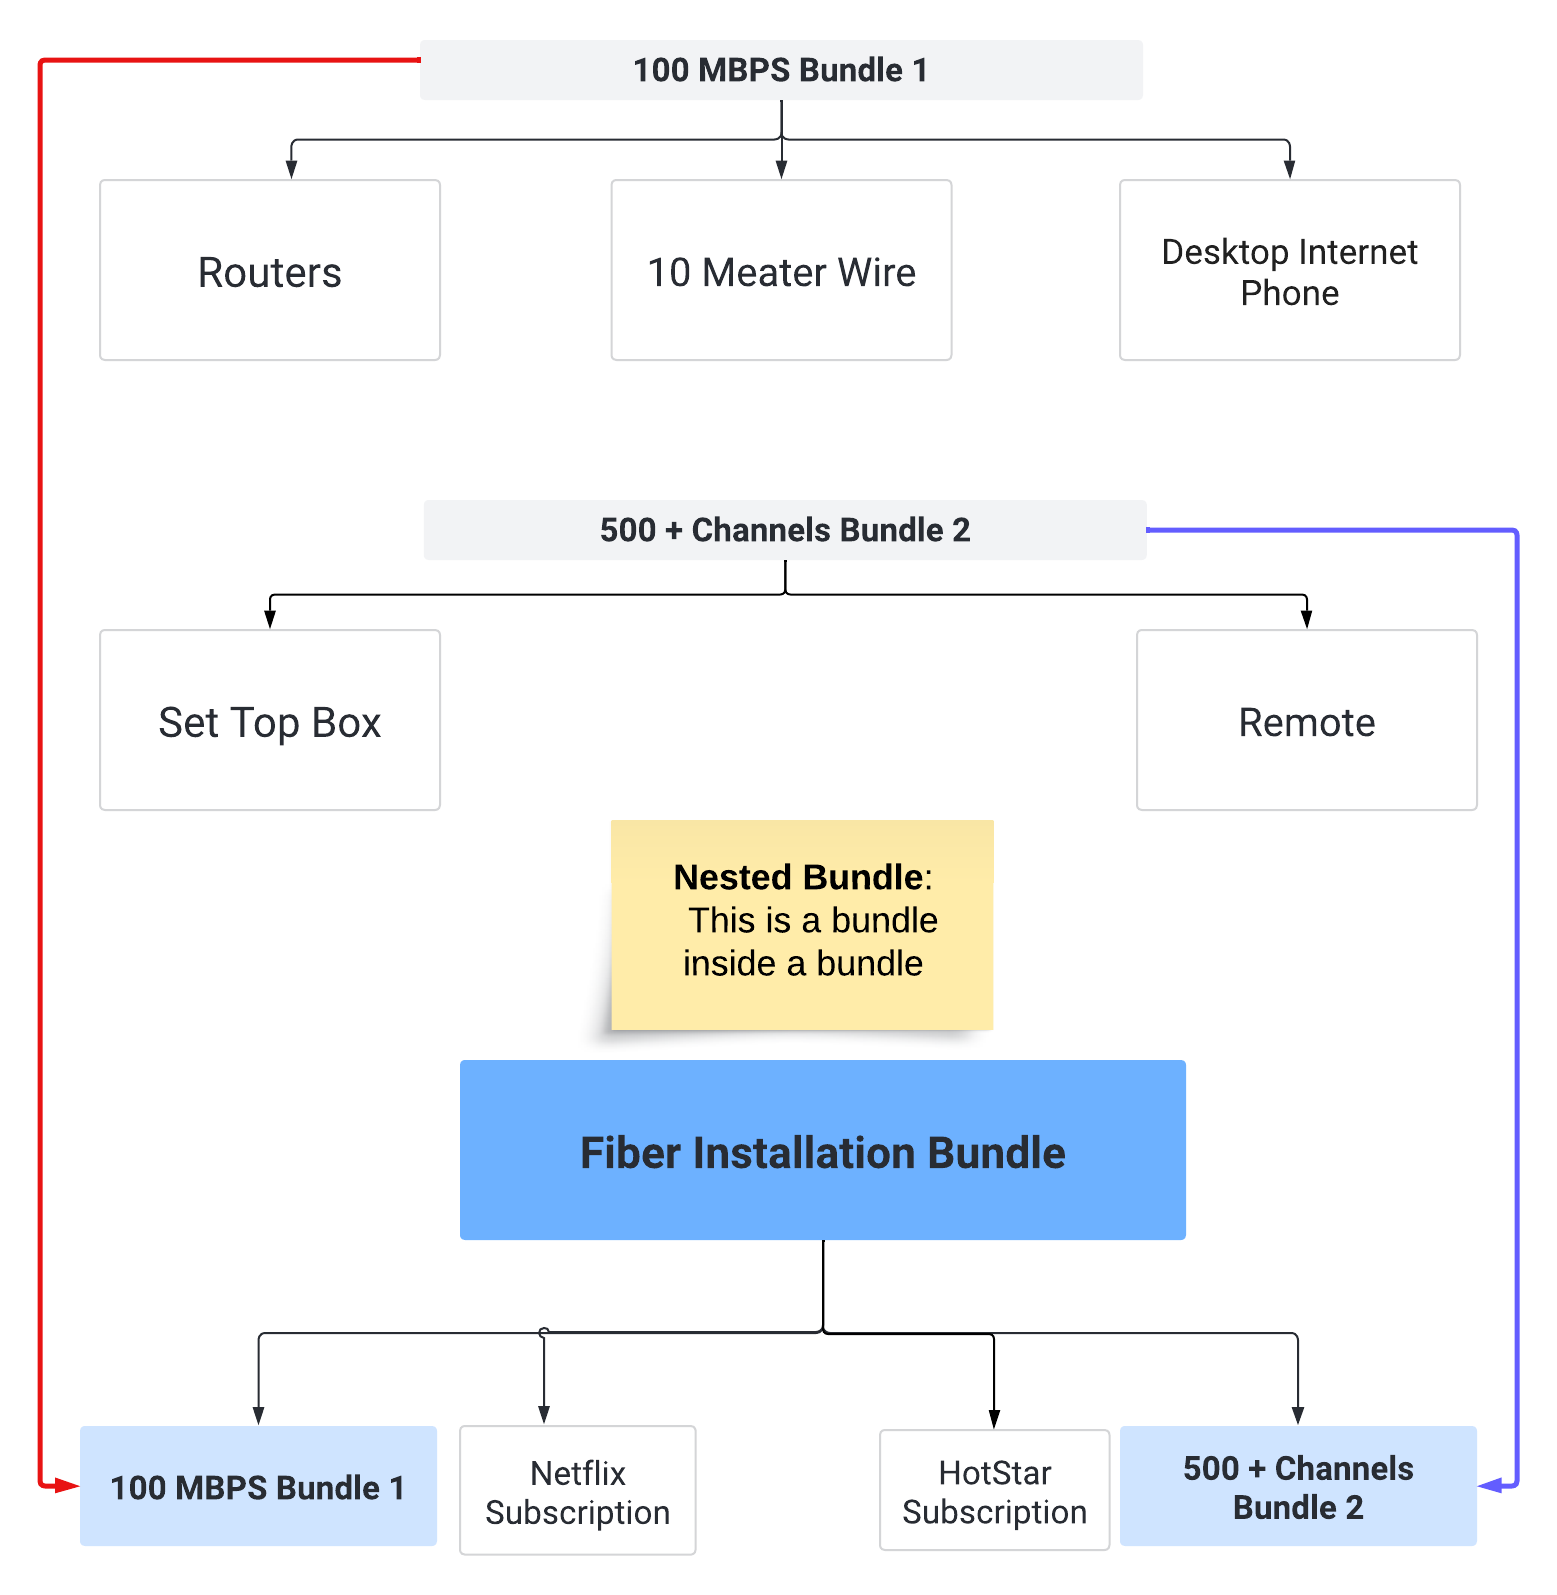 100 MBPS Bundle 1
Routers
10 Meater Wire
Desktop Internet
Phone
500 + Channels Bundle 2
Set Top Box
Remote
Nested Bundle:
This is a bundle
inside a bundle
Fiber Installation Bundle
100 MBPS Bundle 1
Netflix
Subscription
HotStar
Subscription
500 + Channels
Bundle 2